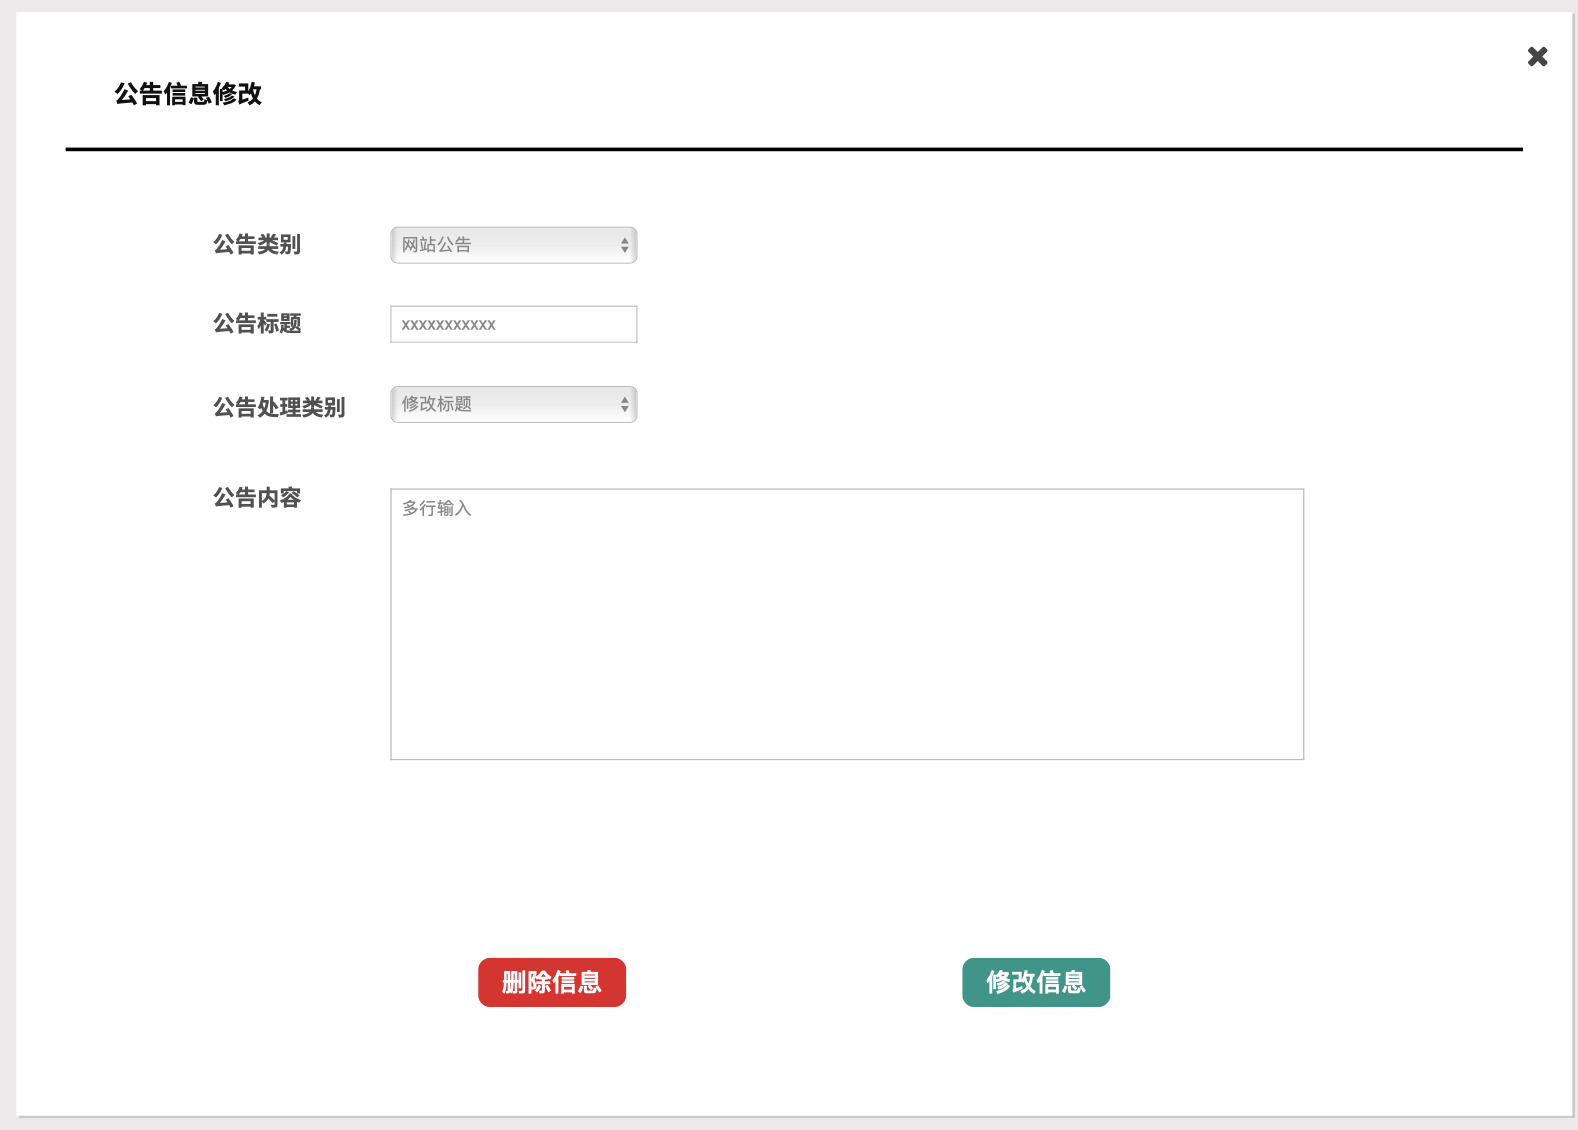 公告信息修改
公告类别
网站公告
公告标题
xxxxxxxxxxx
公告处理类别
修改标题
公告内容
多行输入
删除信息
修改信息